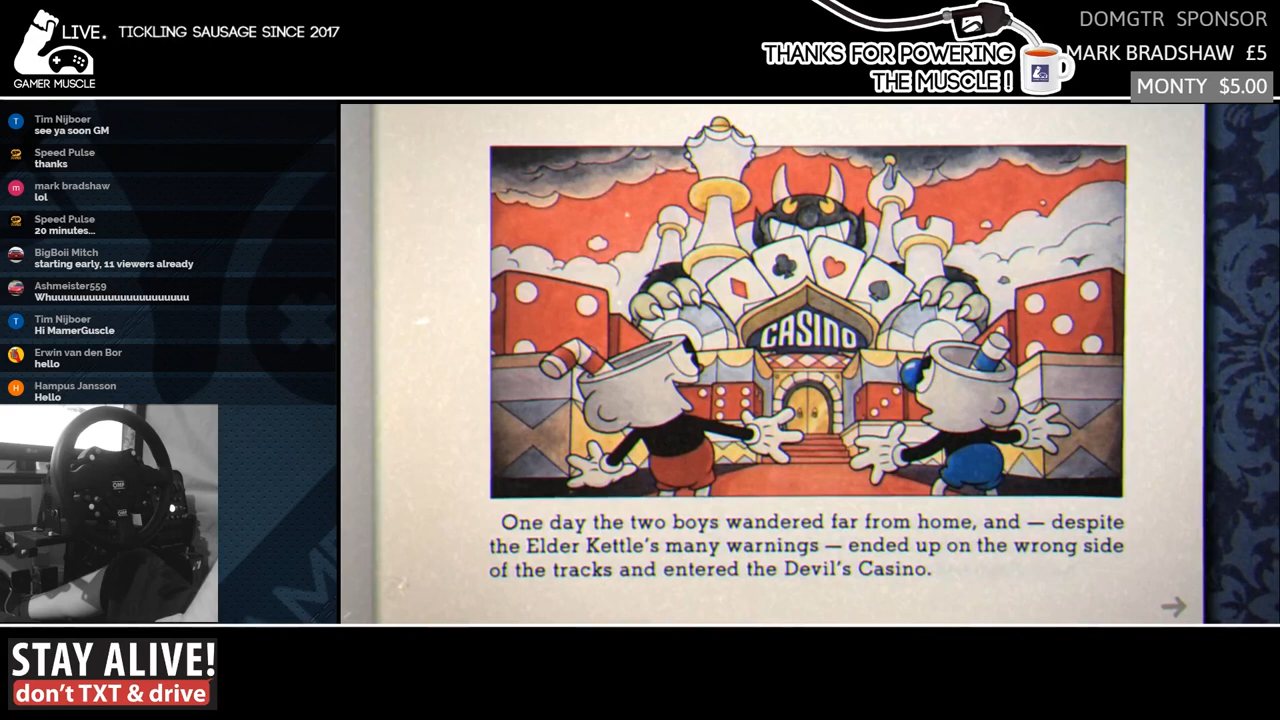 LIVE.
GAMER MUSCLE
TICKLING SAUSAGE SINCE 2017
THANKS FOR POWERING
THE MUSCLE !
DOMGTR SPONSOR
MARK BRADSHAW £5
MONTY $5.00
Tim Nijboer
see ya soon GM
Speed Pulse
thanks
mark bradshaw
lol
Speed Pulse
20 minutes...
BigBoii Mitch
starting early, 11 viewers already
Ashmeister559
Whuuuuuuuuuuuuuuuuuuuuuu
Tim Nijboer
Hi MamerGuscle
Erwin van den Bor
hello
Hampus Jansson
Hello
CASINO
One day the two boys wandered far from home, and — despite
the Elder Kettle's many warnings — ended up on the wrong side
of the tracks and entered the Devil's Casino.
OMP
STAY ALIVE!
don't TXT & drive